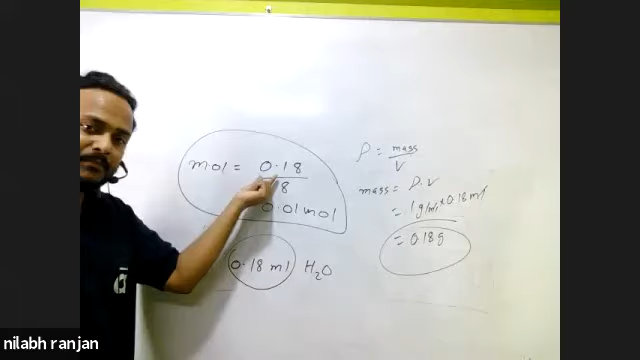 mol = 0.18
18
0.01 mol
0.18 ml H₂O
ρ = mass
V
mass = ρ.V
= 1 g/ml * 0.18 ml
= 0.18g
nilabh ranjan